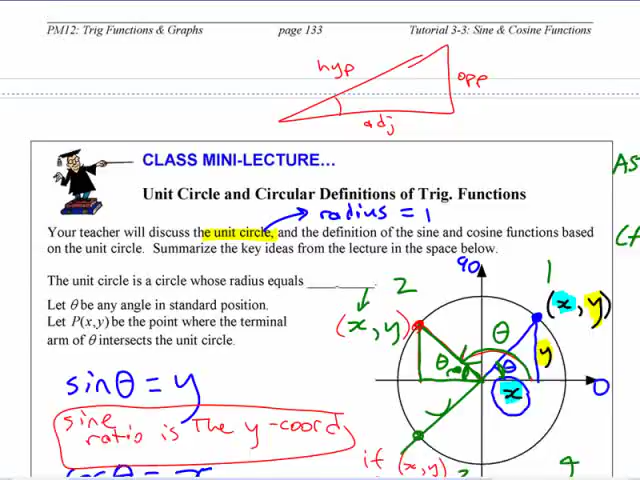 PM12: Trig Functions & Graphs page 133 Tutorial 3-3: Sine & Cosine Functions
hyp
opp
adj
CLASS MINI-LECTURE…
Unit Circle and Circular Definitions of Trig. Functions
radius = 1
Your teacher will discuss the unit circle, and the definition of the sine and cosine functions based
on the unit circle. Summarize the key ideas from the lecture in the space below.
90
The unit circle is a circle whose radius equals ________.
2
1
(x, y)
Let θ be any angle in standard position.
Let P(x,y) be the point where the terminal
arm of θ intersects the unit circle.
(x, y)
θ
y
θ
θ
x
0
sinθ = y
sine
ratio is the y-coord
if (x, y)
4